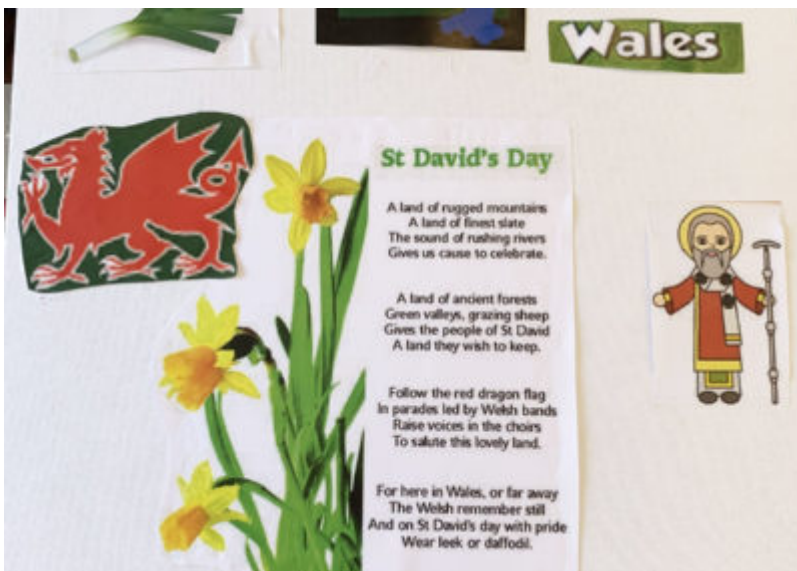 Wales
St David's Day
A land of rugged mountains
A land of finest slate
The sound of rushing rivers
Gives us cause to celebrate.
A land of ancient forests
Green valleys, grazing sheep
Gives the people of St David
A land they wish to keep.
Follow the red dragon flag
In parades led by Welsh bands
Raise voices in the choirs
To salute this lovely land.
For here in Wales, or far away
The Welsh remember still
And on St David's day with pride
Wear leek or daffodil.